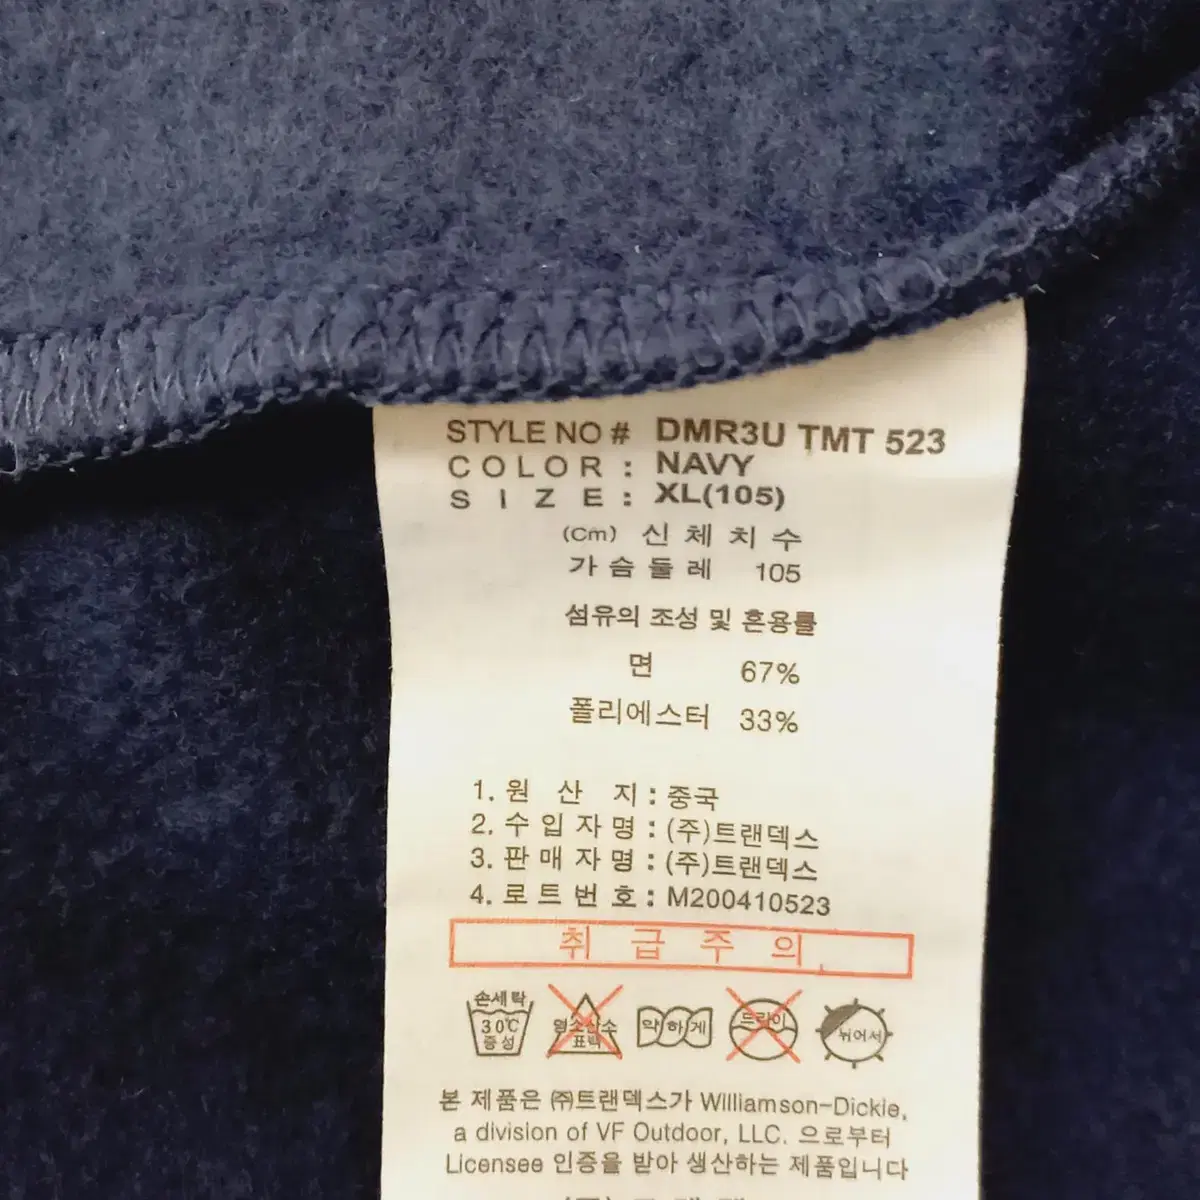 STYLE NO # DMR3U TMT 523
COLOR : NAVY
SIZE : XL(105)
(Cm) 신체치수
가슴둘레 105
섬유의 조성 및 혼용률
면 67%
폴리에스터 33%
1. 원산지 : 중국
2. 수입자명 : (주)트랜덱스
3. 판매자명 : (주)트랜덱스
4. 로트번호 : M200410523
취급주의
손세탁 30℃ 중성
염소산소 표백
약하게
드라이
뉘어서
본 제품은 ㈜트랜덱스가 Williamson-Dickie,
a division of VF Outdoor, LLC. 으로부터
Licensee 인증을 받아 생산하는 제품입니다